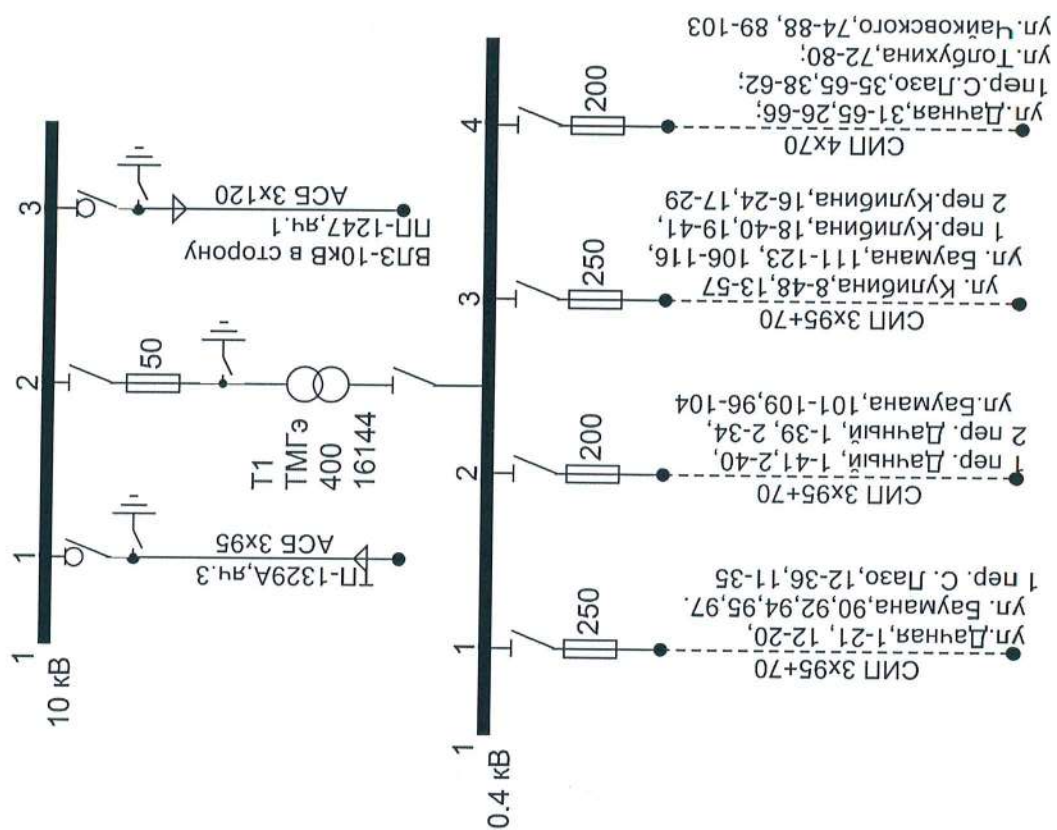 1
10 кВ
1
2
3
ТП-1329А,яч.3
АСБ 3х95
50
Т1
ТМГэ
400
16144
ВЛЗ-10кВ в сторону
ПП-1247,яч.1
АСБ 3х120
1
0.4 кВ
1
250
СИП 3х95+70
ул.Дачная,1-21, 12-20,
ул. Баумана,90,92,94,95,97.
1 пер. С. Лазо,12-36,11-35
2
200
СИП 3х95+70
1 пер. Дачный, 1-41,2-40,
2 пер. Дачный, 1-39, 2-34,
ул.Баумана,101-109,96-104
3
250
СИП 3х95+70
ул. Кулибина,8-48,13-57
ул. Баумана,111-123, 106-116,
1 пер.Кулибина,18-40,19-41,
2 пер.Кулибина,16-24,17-29
4
200
СИП 4х70
ул.Дачная,31-65,26-66:
1пер.С.Лазо,35-65,38-62:
ул.Толбухина,72-80:
ул.Чайковского,74-88, 89-103